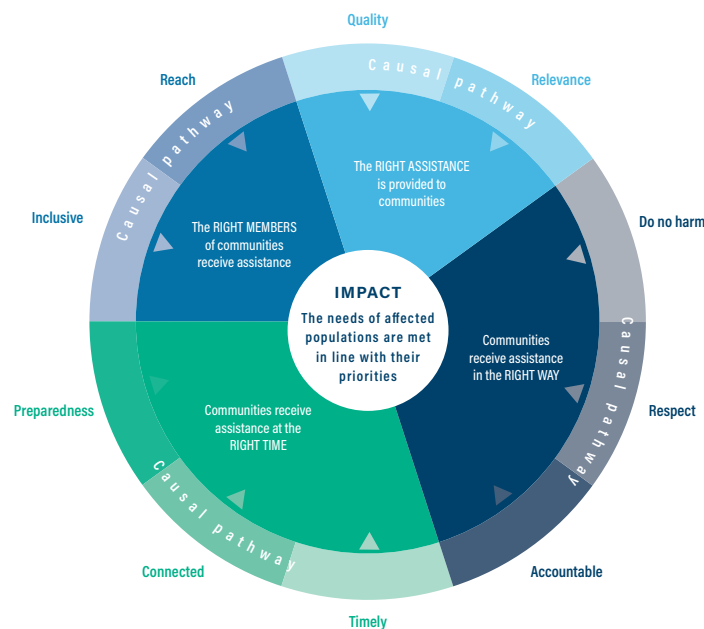 Quality
Causal pathway
Reach
Relevance
Causal pathway
The RIGHT ASSISTANCE
is provided to
communities
Inclusive
The RIGHT MEMBERS
of communities
receive assistance
Do no harm
IMPACT
The needs of affected
populations are met
in line with their
priorities
Communities
receive assistance
in the RIGHT WAY
Causal pathway
Preparedness
Communities receive
assistance at the
RIGHT TIME
Respect
Causal pathway
Connected
Accountable
Timely